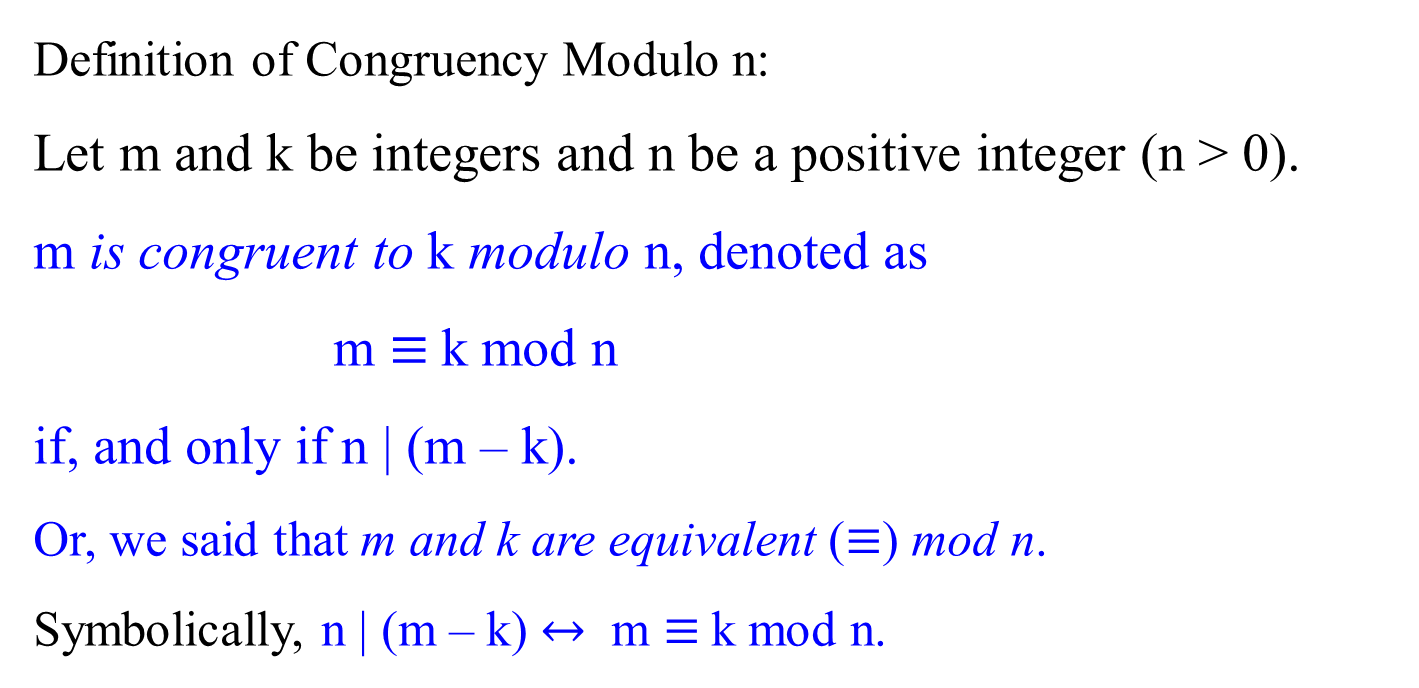 Definition of Congruency Modulo n:
Let m and k be integers and n be a positive integer (n > 0).
m is congruent to k modulo n, denoted as
m ≡ k mod n
if, and only if n | (m – k).
Or, we said that m and k are equivalent (≡) mod n.
Symbolically, n | (m – k) ↔ m ≡ k mod n.